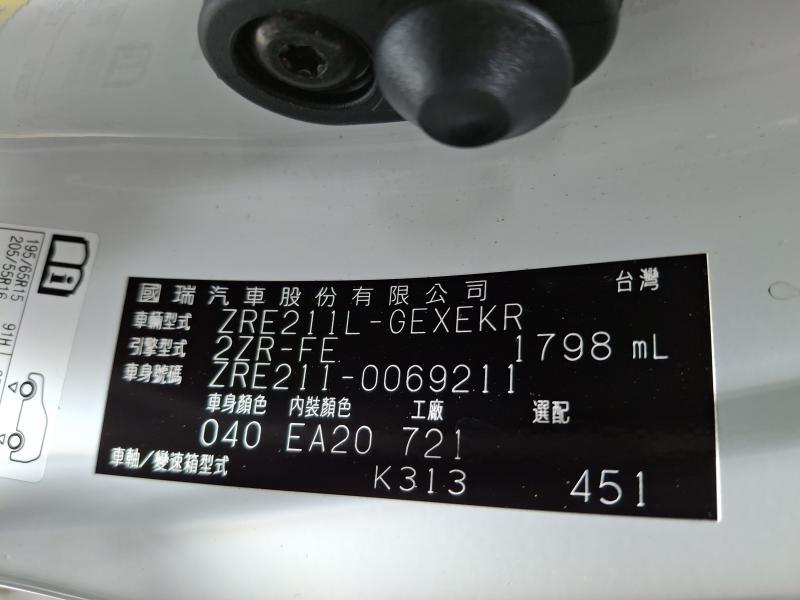 國瑞汽車股份有限公司 台灣
車輛型式 ZRE211L-GEXEKR
引擎型式 2ZR-FE 1798 mL
車身號碼 ZRE211-0069211
車身顏色 內裝顏色 工廠 選配
040 EA20 721
車軸/變速箱型式 K313 451
195/65R15
205/55R16 91H